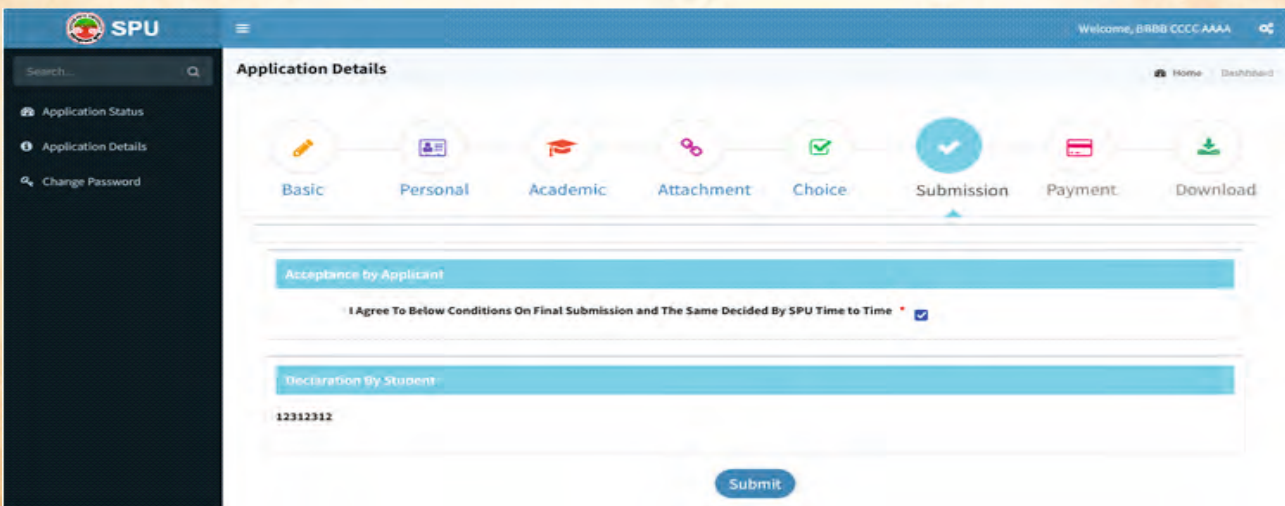 SPU
Welcome, BBBB CCCC AAAA
Search...
Application Details
Home
Dashboard
Application Status
Application Details
Change Password
Basic
Personal
Academic
Attachment
Choice
Submission
Payment
Download
Acceptance by Applicant
I Agree To Below Conditions On Final Submission and The Same Decided By SPU Time to Time *
Declaration By Student
12312312
Submit